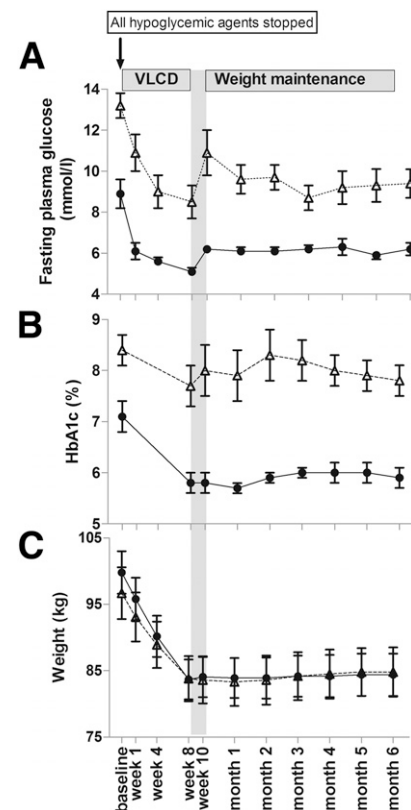 All hypoglycemic agents stopped
A
VLCD
Weight maintenance
Fasting plasma glucose
(mmol/l)
14
12
10
8
6
4
B
HbA1c (%)
9
8
7
6
5
C
Weight (kg)
105
95
85
75
baseline
week 1
week 4
week 8
week 10
month 1
month 2
month 3
month 4
month 5
month 6